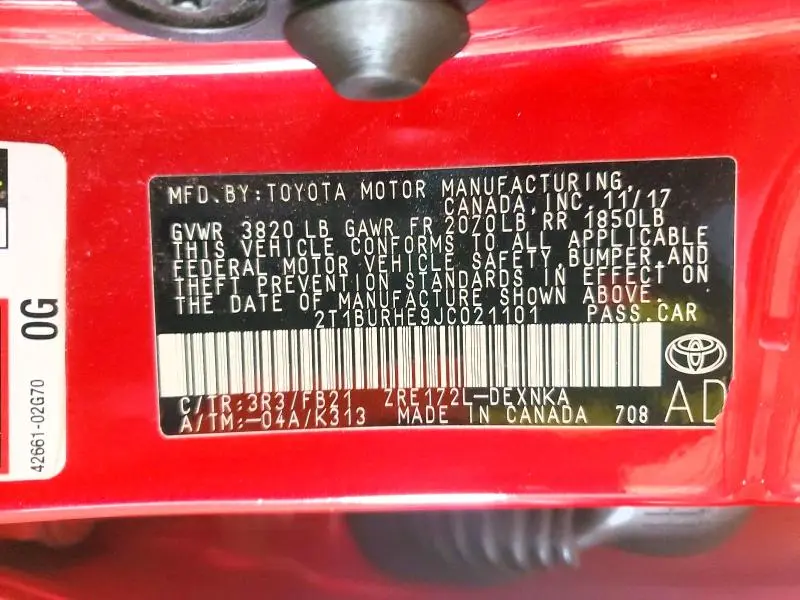 MFD.BY:TOYOTA MOTOR MANUFACTURING,
CANADA, INC. 11/17
GVWR 3820 LB GAWR FR 2070LB RR 1850LB
THIS VEHICLE CONFORMS TO ALL APPLICABLE
FEDERAL MOTOR VEHICLE SAFETY, BUMPER, AND
THEFT PREVENTION STANDARDS IN EFFECT ON
THE DATE OF MANUFACTURE SHOWN ABOVE.
2T1BURHE9JC021101 PASS.CAR
C/TR:3R3/FB21 ZRE172L-DEXNKA
A/TM:-04A/K313 MADE IN CANADA 708
AD
0G
42661-02G70